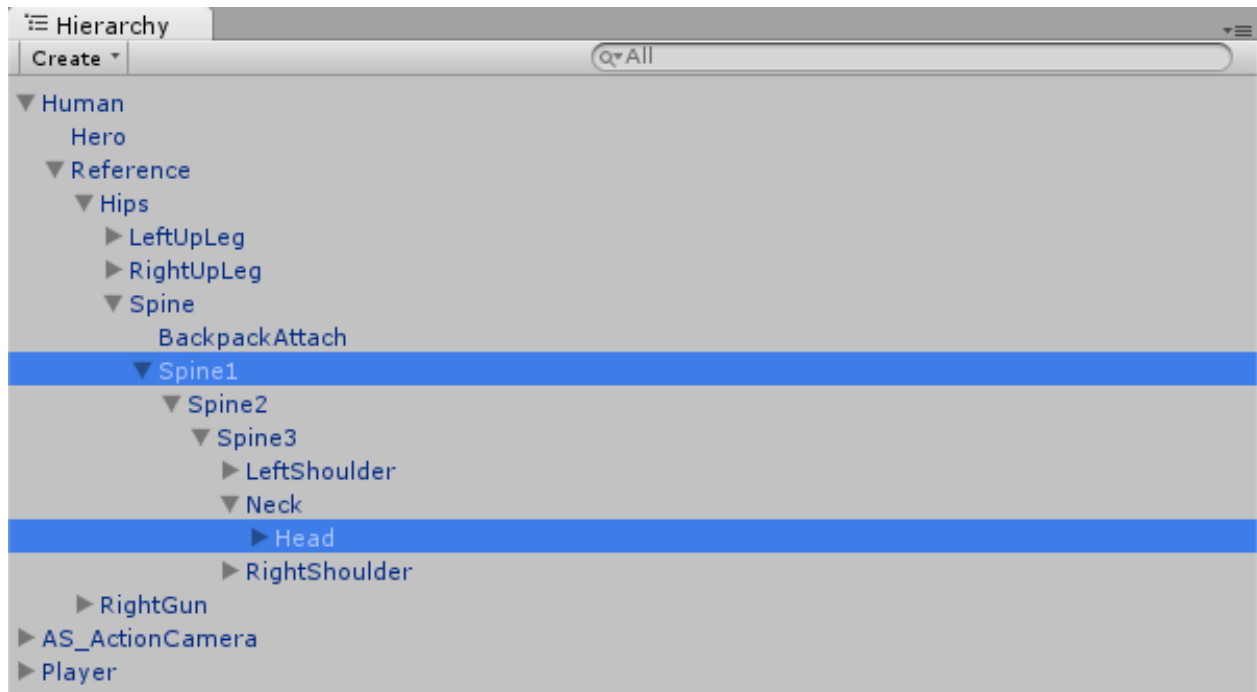 Hierarchy
Create All
Human
Hero
Reference
Hips
LeftUpLeg
RightUpLeg
Spine
BackpackAttach
Spine1
Spine2
Spine3
LeftShoulder
Neck
Head
RightShoulder
RightGun
AS_ActionCamera
Player